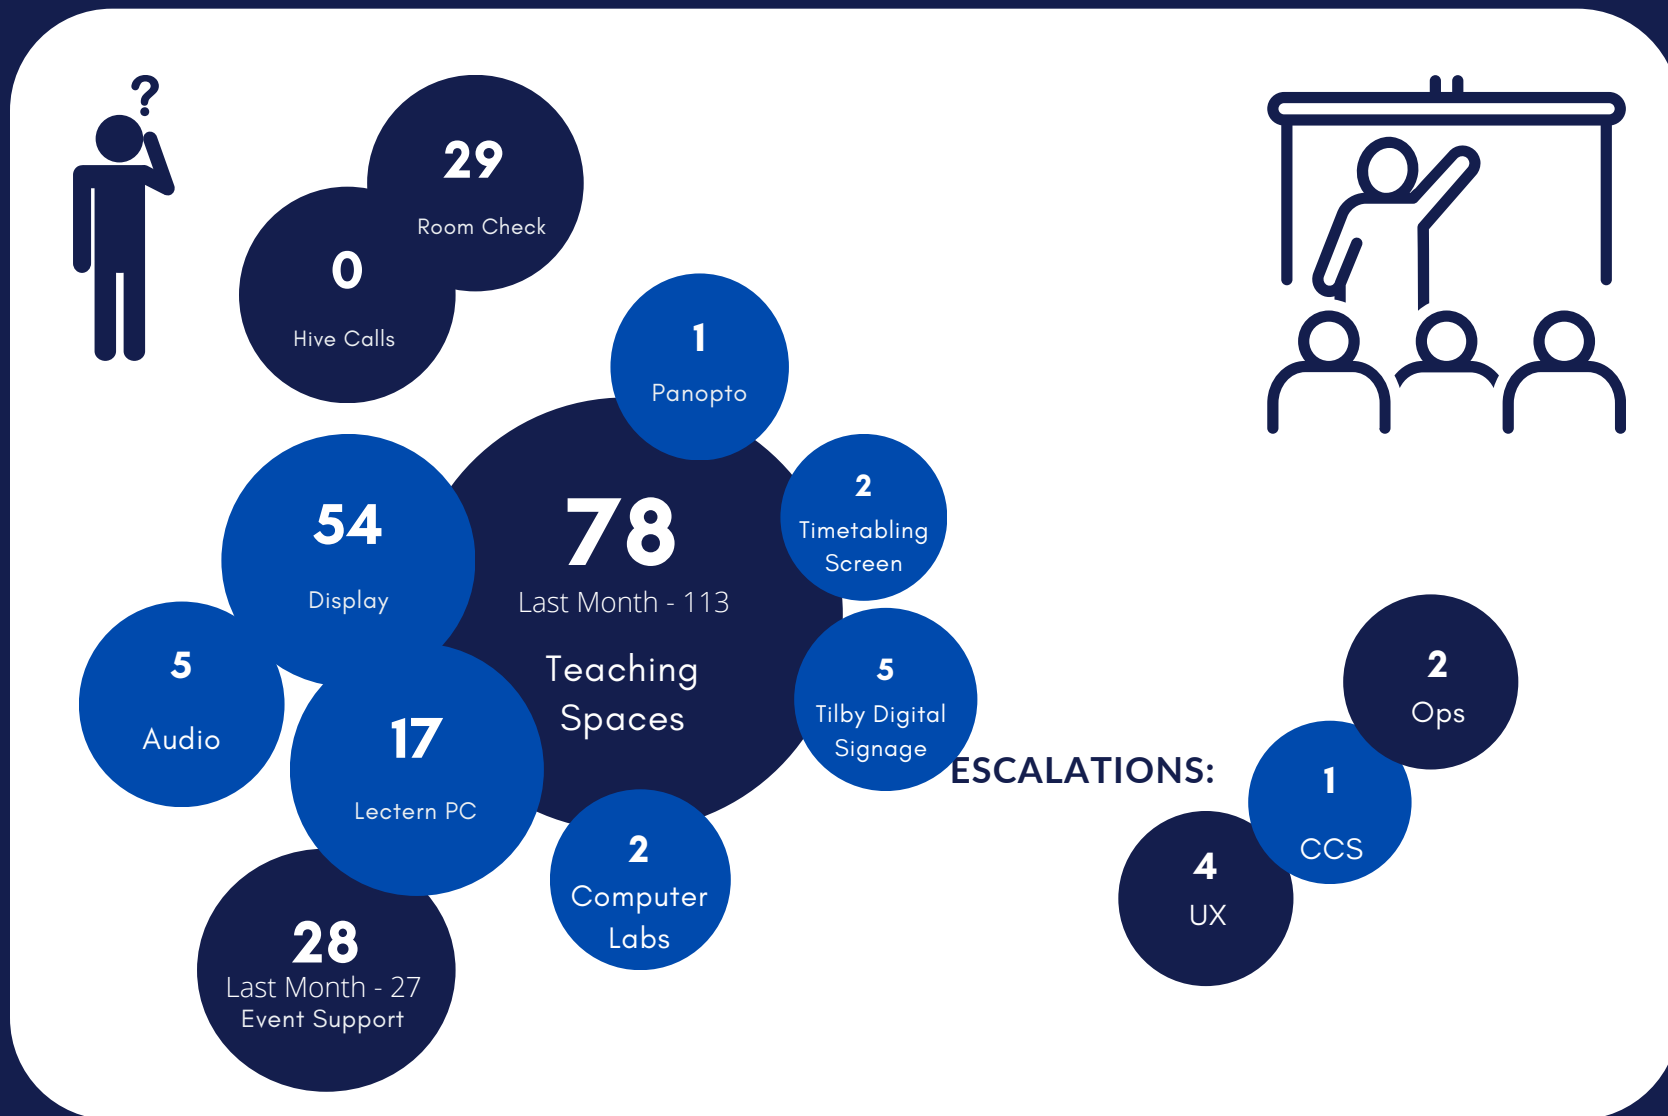 ?
29
Room Check
0
Hive Calls
1
Panopto
54
Display
78
Last Month - 113
Teaching
Spaces
2
Timetabling
Screen
5
Audio
17
Lectern PC
5
Tilby Digital
Signage
2
Computer
Labs
28
Last Month - 27
Event Support
ESCALATIONS:
2
Ops
1
CCS
4
UX